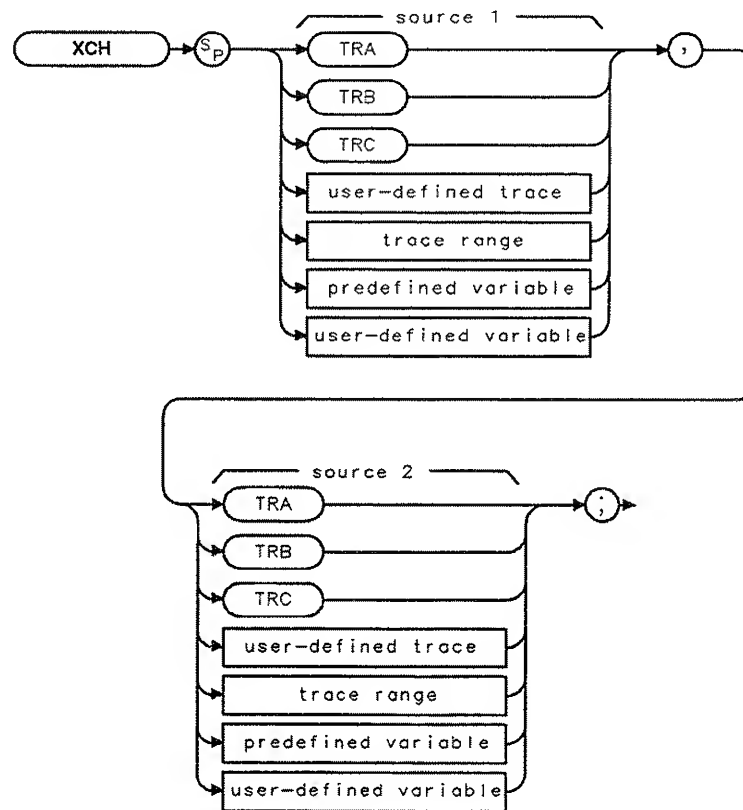 source 1
XCH SP TRA ,
TRB
TRC
user-defined trace
trace range
predefined variable
user-defined variable
source 2
TRA ;
TRB
TRC
user-defined trace
trace range
predefined variable
user-defined variable